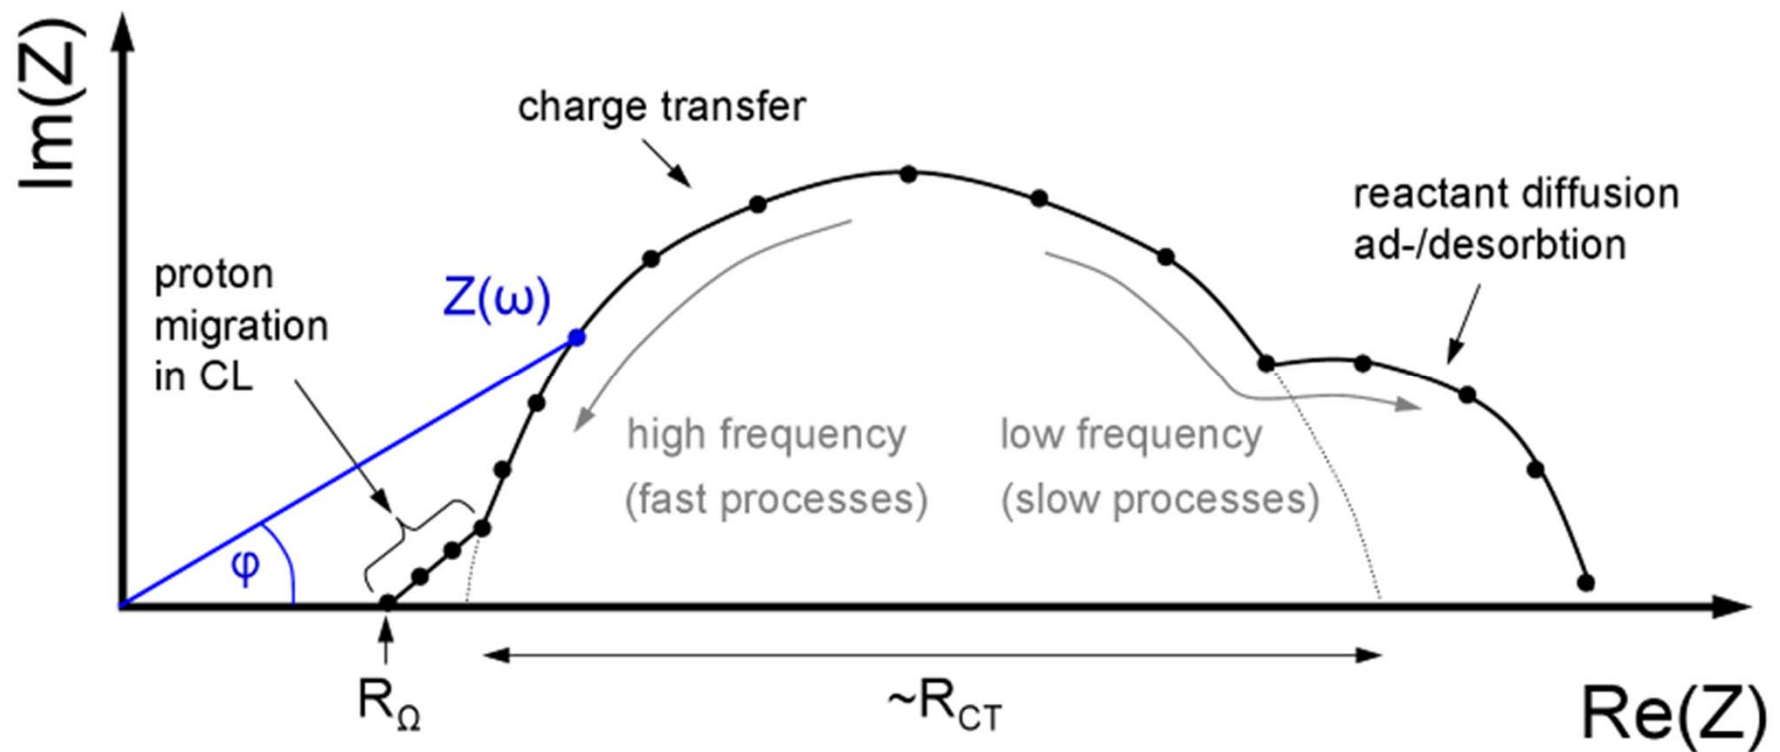 Im(Z)
charge transfer
reactant diffusion
ad-/desorbtion
proton
migration
in CL
Z(ω)
high frequency
(fast processes)
low frequency
(slow processes)
φ
RΩ
~RCT
Re(Z)